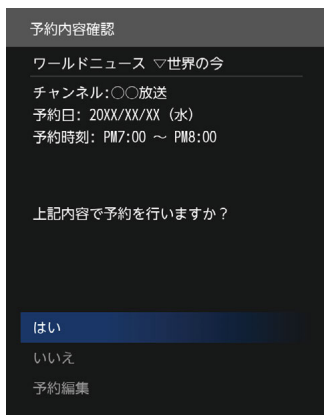 予約内容確認
ワールドニュース ▽世界の今
チャンネル:○○放送
予約日: 20XX/XX/XX (水)
予約時刻: PM7:00 ～ PM8:00
上記内容で予約を行いますか？
はい
いいえ
予約編集